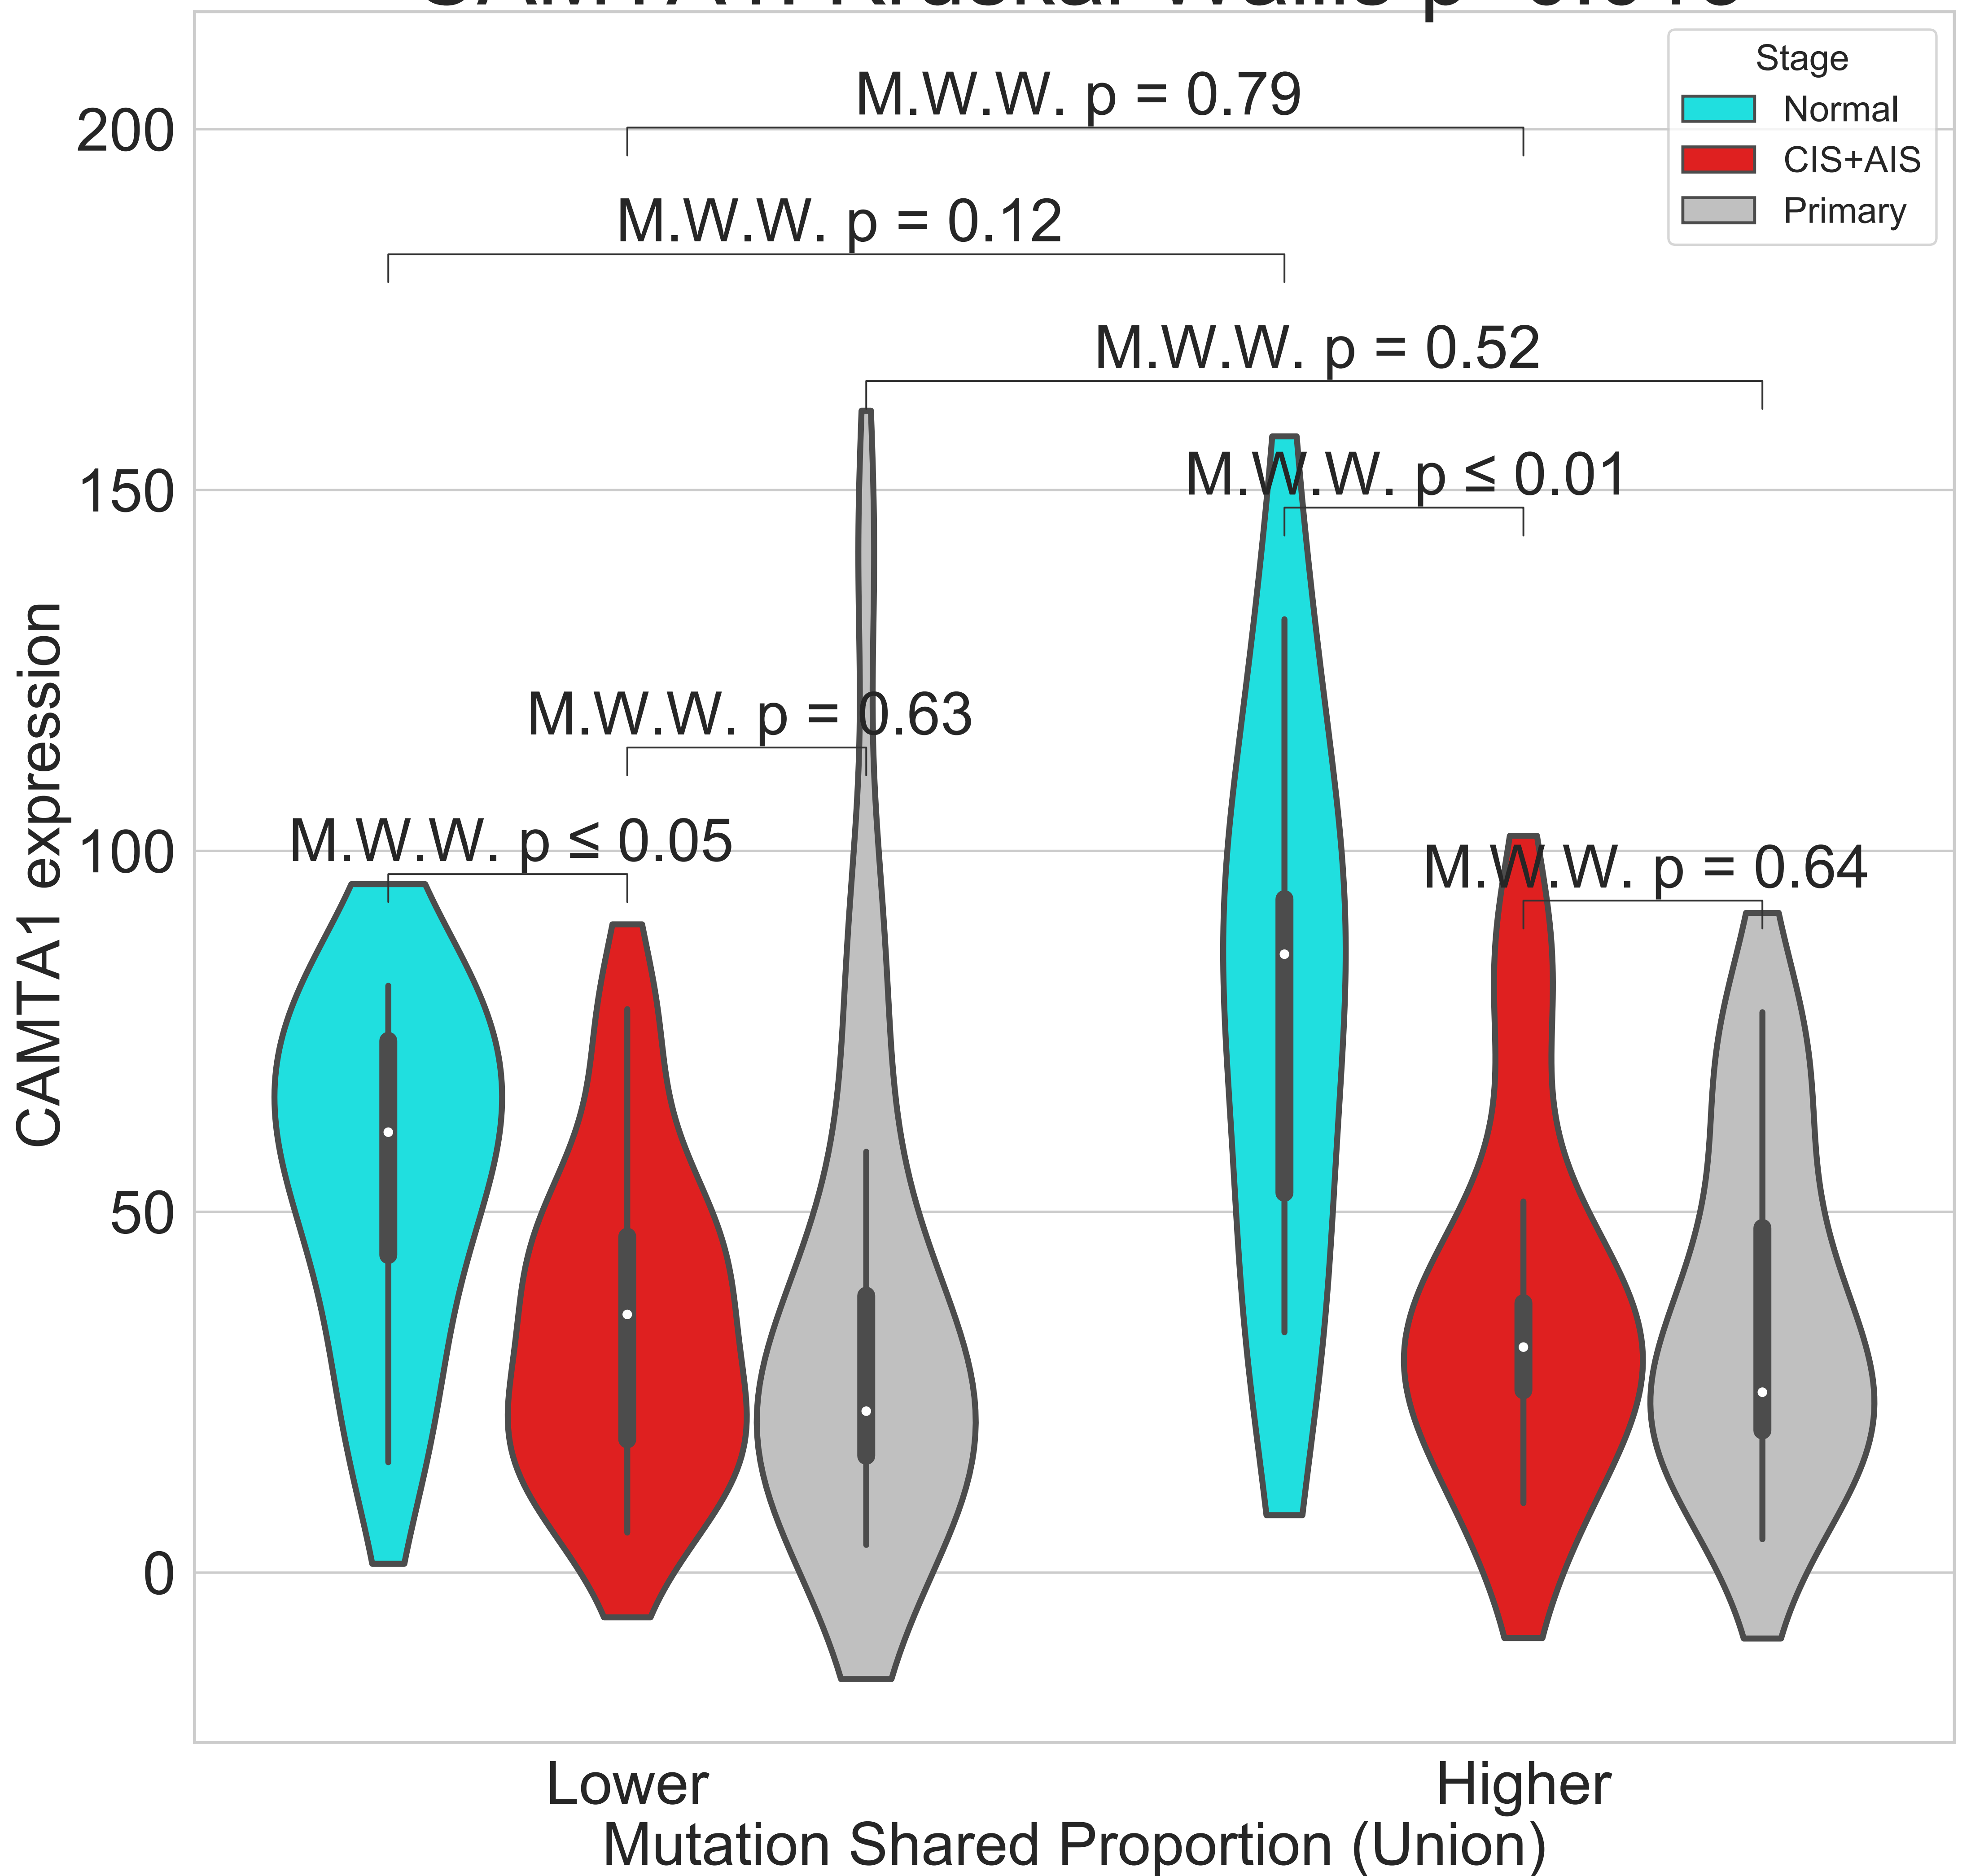 Stage
Normal
CIS+AIS
Primary
M.W.W. p = 0.79
M.W.W. p = 0.12
M.W.W. p = 0.52
M.W.W. p ≤ 0.01
M.W.W. p = 0.63
M.W.W. p ≤ 0.05
M.W.W. p = 0.64
200
150
100
50
0
CAMTA1 expression
Lower
Higher
Mutation Shared Proportion (Union)